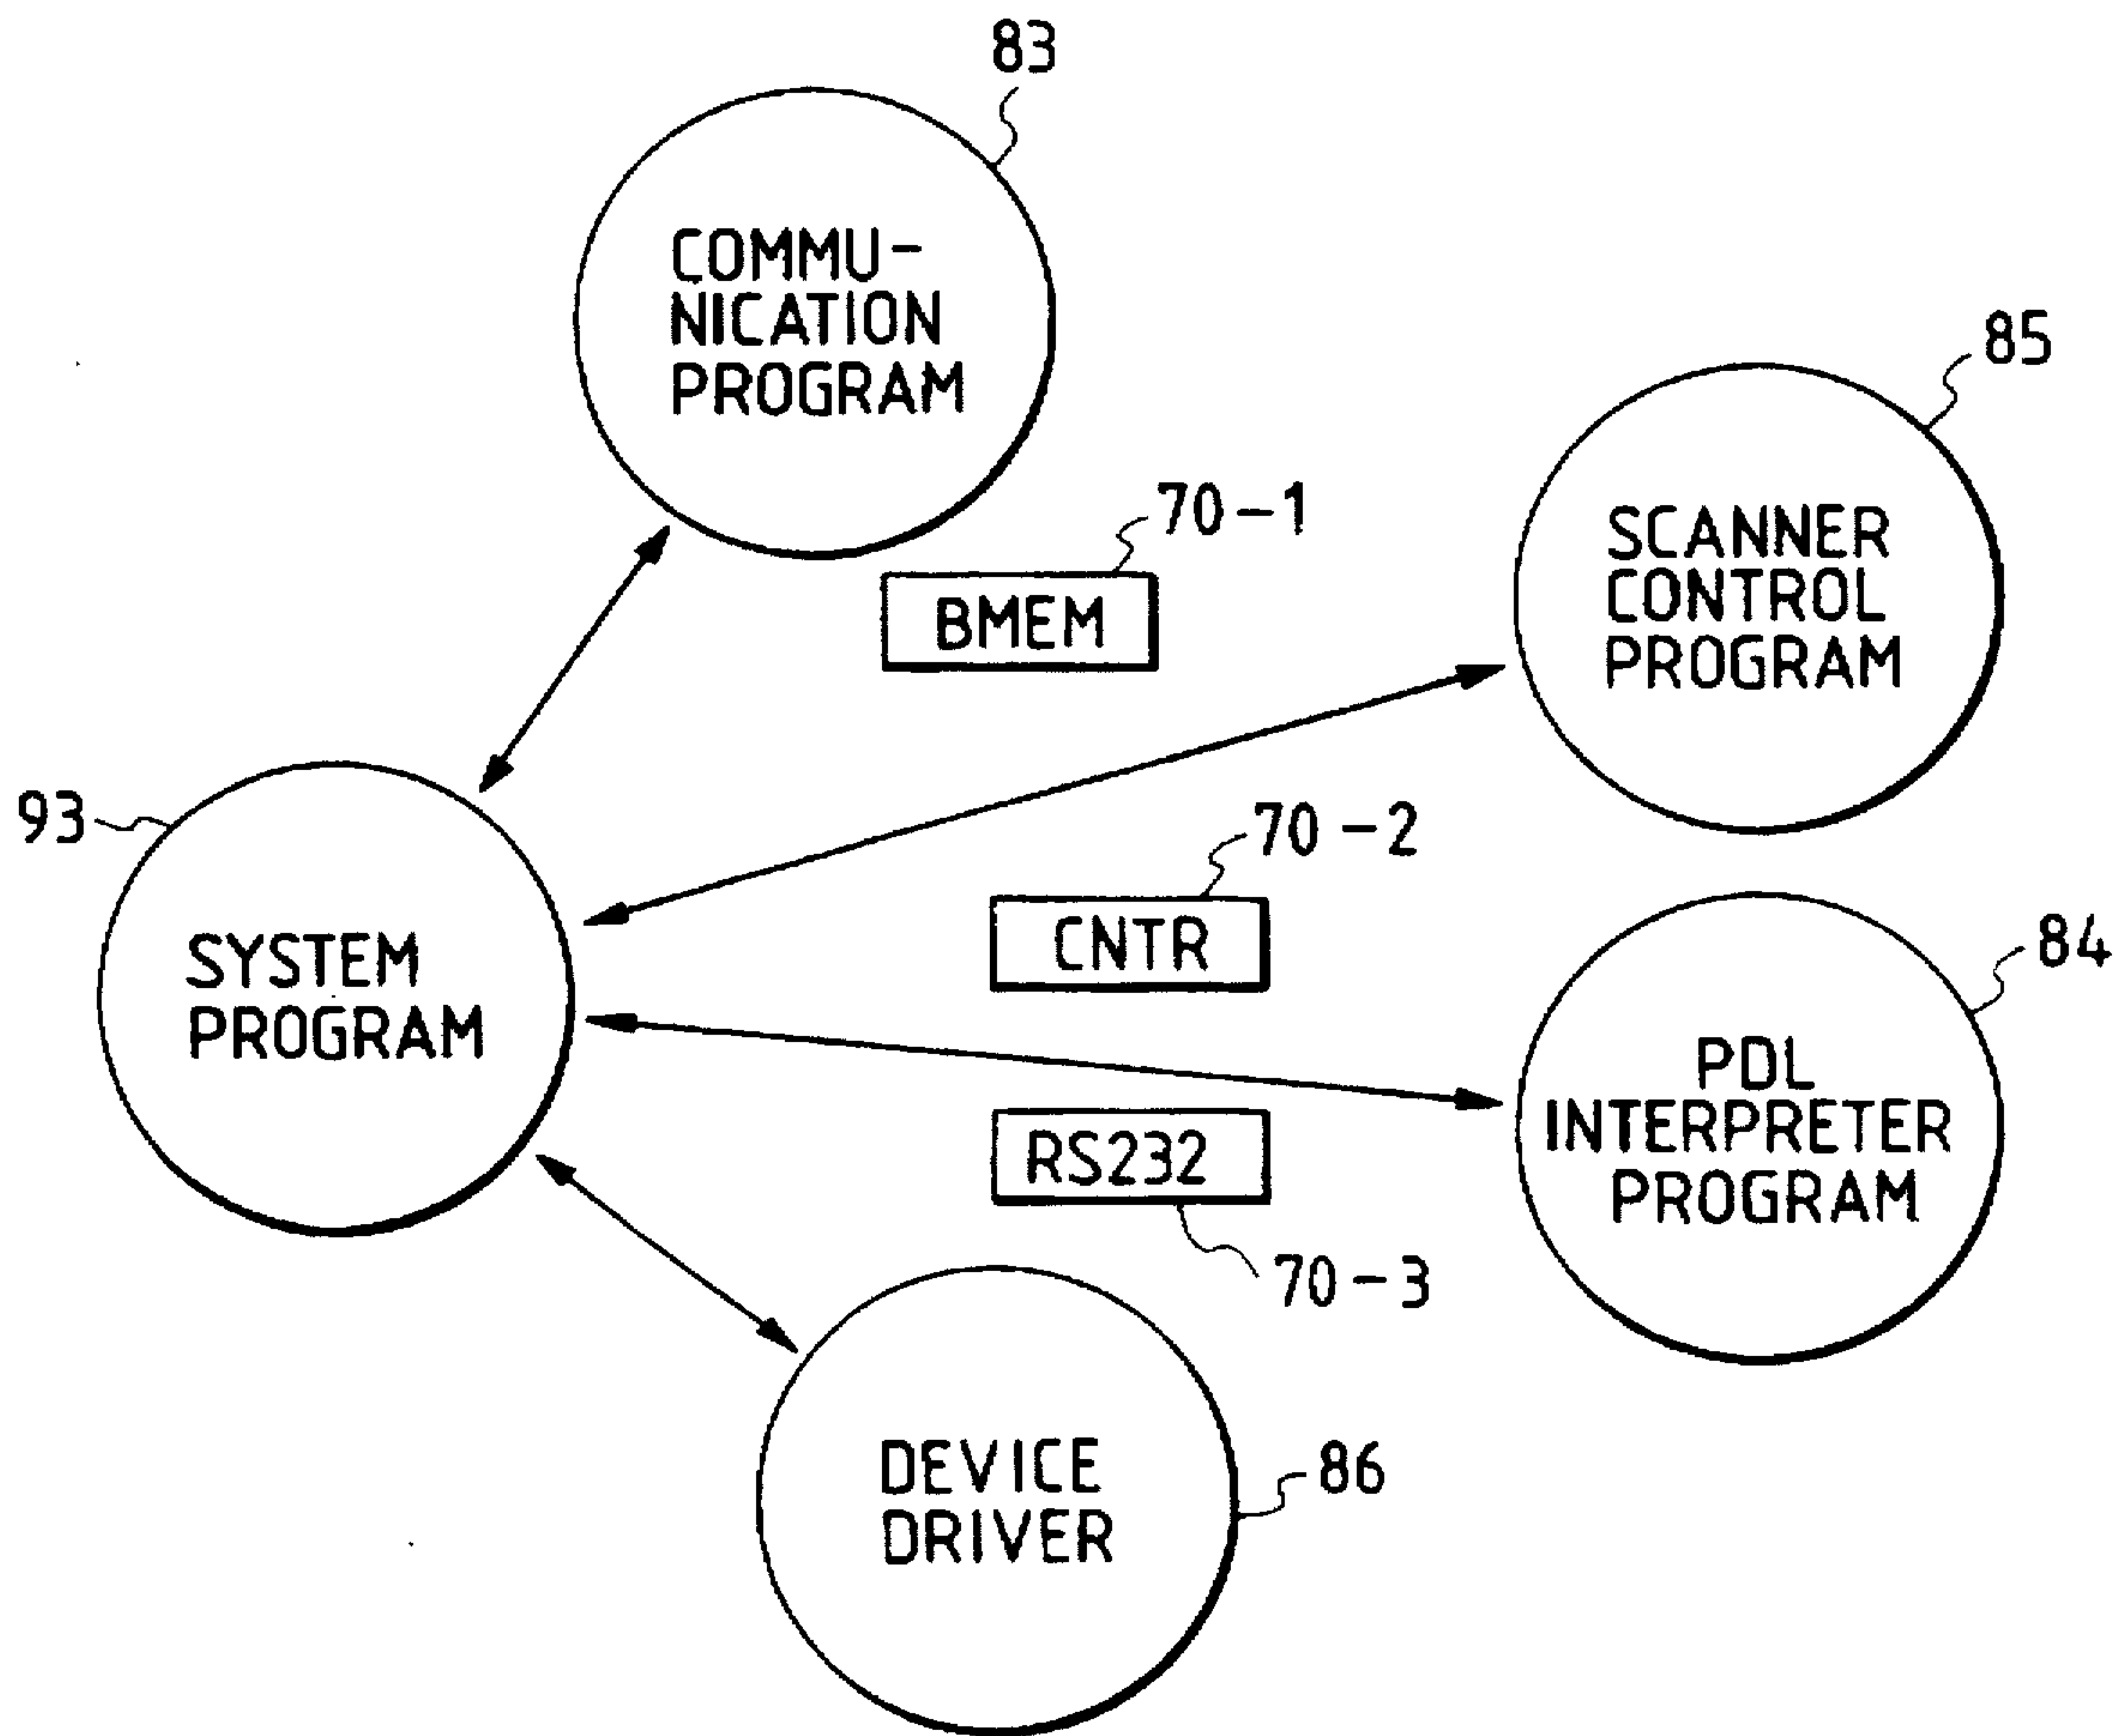 83
COMMU-
NICATION
PROGRAM
85
70-1
BMEM
SCANNER
CONTROL
PROGRAM
93
70-2
CNTR
84
SYSTEM
PROGRAM
PDL
INTERPRETER
PROGRAM
RS232
70-3
DEVICE
DRIVER
86